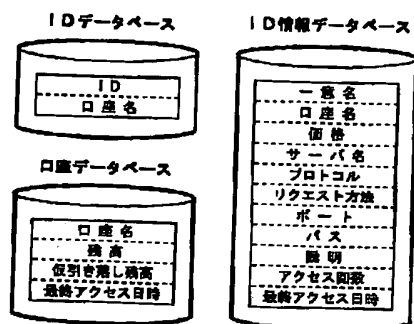 IDデータベース
ID
口座名
口座データベース
口座名
残高
仮引き落し残高
最終アクセス日時
ID情報データベース
一意名
口座名
価格
サーバ名
プロトコル
リクエスト方法
ポート
パス
説明
アクセス回数
最終アクセス日時